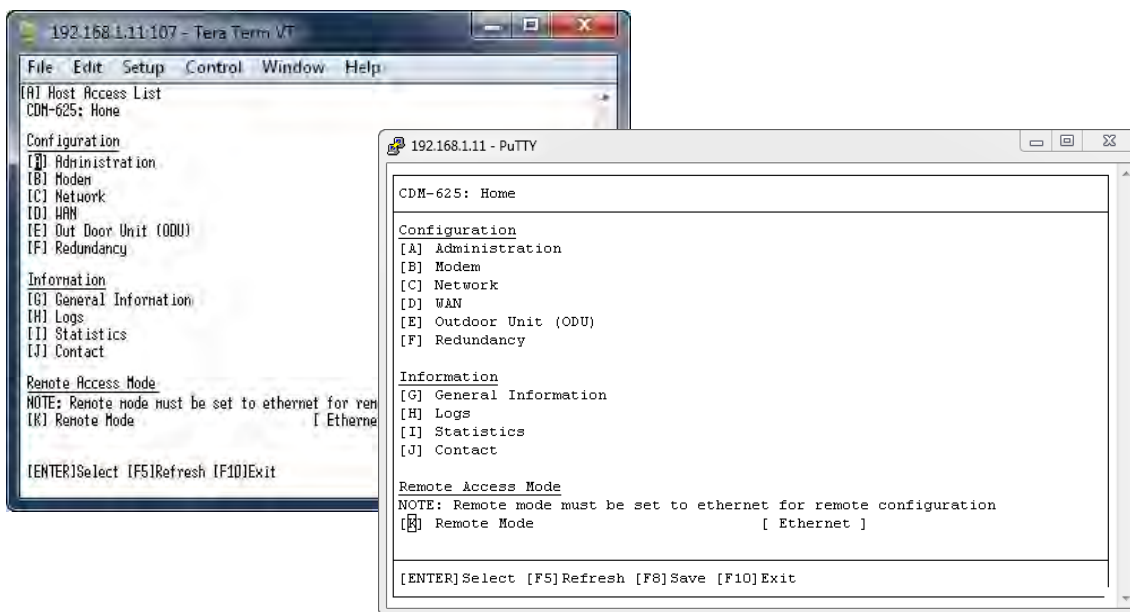 192.168.1.11:107 - Tera Term VT
File Edit Setup Control Window Help
[A] Host Access List
CDM-625: Home
Configuration
[A] Administration
[B] Modem
[C] Network
[D] WAN
[E] Out Door Unit (ODU)
[F] Redundancy
Information
[G] General Information
[H] Logs
[I] Statistics
[J] Contact
Remote Access Mode
NOTE: Remote mode must be set to ethernet for rem
[K] Remote Mode [ Etherne
[ENTER]Select [F5]Refresh [F10]Exit
192.168.1.11 - PuTTY
CDM-625: Home
Configuration
[A] Administration
[B] Modem
[C] Network
[D] WAN
[E] Outdoor Unit (ODU)
[F] Redundancy
Information
[G] General Information
[H] Logs
[I] Statistics
[J] Contact
Remote Access Mode
NOTE: Remote mode must be set to ethernet for remote configuration
[K] Remote Mode [ Ethernet ]
[ENTER]Select [F5]Refresh [F8]Save [F10]Exit